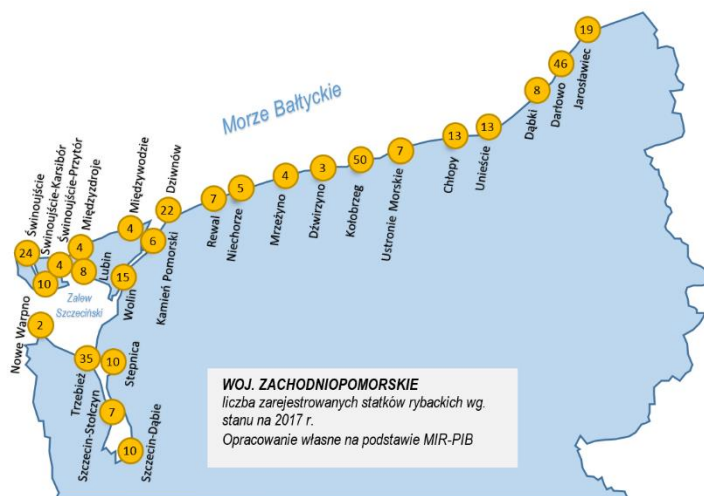 19
Jarosławiec
46
Darłowo
8
Dąbki
Morze Bałtyckie
13
Unieście
13
Chłopy
7
Ustronie Morskie
50
Kołobrzeg
3
Dźwirzyno
4
Mrzeżyno
5
Niechorze
7
Rewal
22
Dziwnów
4
Międzywodzie
6
Kamień Pomorski
15
Wolin
4
Międzyzdroje
8
Lubin
4
Świnoujście-Przytór
10
Świnoujście-Karsibór
24
Świnoujście
Zalew
Szczeciński
2
Nowe Warpno
35
Trzebież
10
Stepnica
7
Szczecin-Stołczyn
10
Szczecin-Dąbie
WOJ. ZACHODNIOPOMORSKIE
liczba zarejestrowanych statków rybackich wg.
stanu na 2017 r.
Opracowanie własne na podstawie MIR-PIB